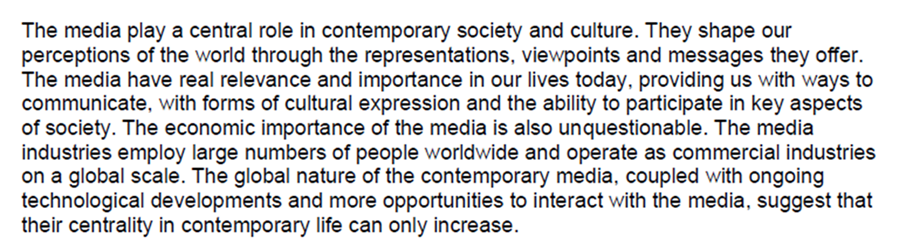 The media play a central role in contemporary society and culture. They shape our
perceptions of the world through the representations, viewpoints and messages they offer.
The media have real relevance and importance in our lives today, providing us with ways to
communicate, with forms of cultural expression and the ability to participate in key aspects
of society. The economic importance of the media is also unquestionable. The media
industries employ large numbers of people worldwide and operate as commercial industries
on a global scale. The global nature of the contemporary media, coupled with ongoing
technological developments and more opportunities to interact with the media, suggest that
their centrality in contemporary life can only increase.